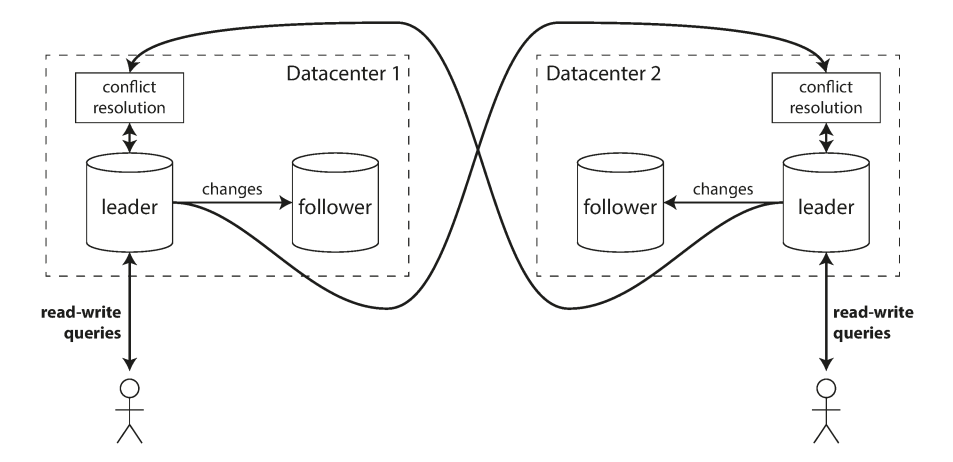 Datacenter 1
conflict
resolution
changes
leader
follower
read-write
queries
Datacenter 2
conflict
resolution
changes
follower
leader
read-write
queries